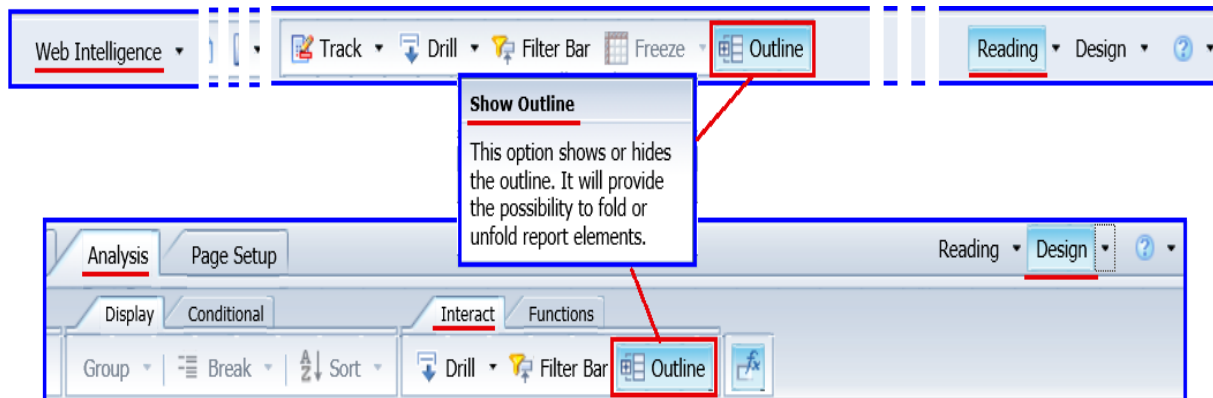 Web Intelligence
Track Drill Filter Bar Freeze Outline
Reading Design ?
Show Outline
This option shows or hides
the outline. It will provide
the possibility to fold or
unfold report elements.
Analysis Page Setup
Reading Design ?
Display Conditional
Interact Functions
Group Break Sort
Drill Filter Bar Outline fx